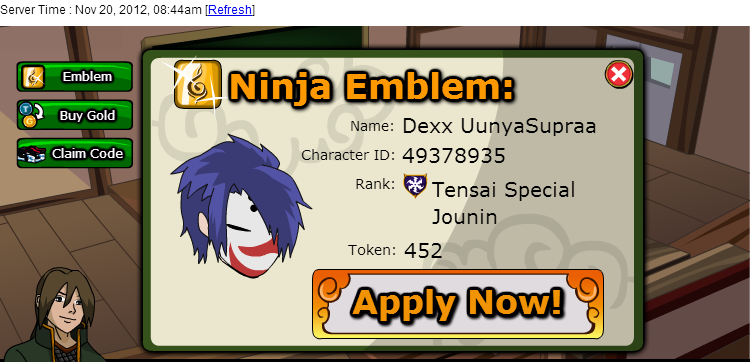 Server Time : Nov 20, 2012, 08:44am [Refresh]
Emblem
Buy Gold
Claim Code
Ninja Emblem:
Name: Dexx UunyaSupraa
Character ID: 49378935
Rank: Tensai Special
Jounin
Token: 452
Apply Now!